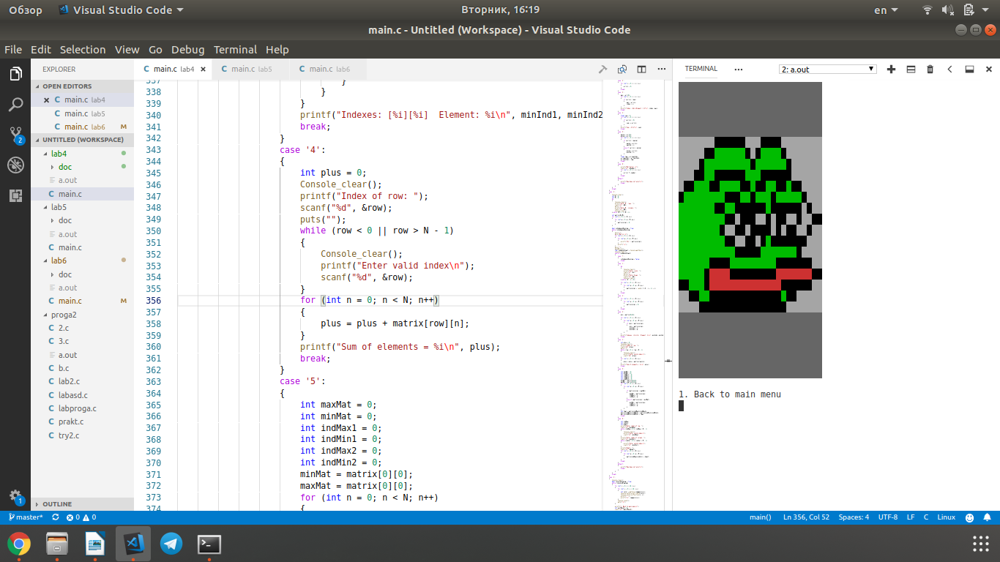 Обзор Visual Studio Code Вторник, 16:19 en
main.c - Untitled (Workspace) - Visual Studio Code
File Edit Selection View Go Debug Terminal Help
EXPLORER
OPEN EDITORS
main.c lab4
main.c lab5
main.c lab6 M
UNTITLED (WORKSPACE)
lab4
doc
a.out
main.c
lab5
doc
a.out
main.c
lab6
doc
a.out
main.c M
proga2
2.c
3.c
a.out
b.c
lab2.c
labasd.c
labproga.c
prakt.c
try2.c
OUTLINE
2
1
main.c lab4 main.c lab5 main.c lab6
337 }
338 }
339 }
340 printf("Indexes: [%i][%i]  Element: %i\n", minInd1, minInd2
341 break;
342 }
343 case '4':
344 {
345 int plus = 0;
346 Console_clear();
347 printf("Index of row: ");
348 scanf("%d", &row);
349 puts("");
350 while (row < 0 || row > N - 1)
351 {
352 Console_clear();
353 printf("Enter valid index\n");
354 scanf("%d", &row);
355 }
356 for (int n = 0; n < N; n++)
357 {
358 plus = plus + matrix[row][n];
359 }
360 printf("Sum of elements = %i\n", plus);
361 break;
362 }
363 case '5':
364 {
365 int maxMat = 0;
366 int minMat = 0;
367 int indMax1 = 0;
368 int indMin1 = 0;
369 int indMax2 = 0;
370 int indMin2 = 0;
371 minMat = matrix[0][0];
372 maxMat = matrix[0][0];
373 for (int n = 0; n < N; n++)
374 {
TERMINAL 2: a.out
1. Back to main menu
master* 0 0 main() Ln 356, Col 52 Spaces: 4 UTF-8 LF C Linux